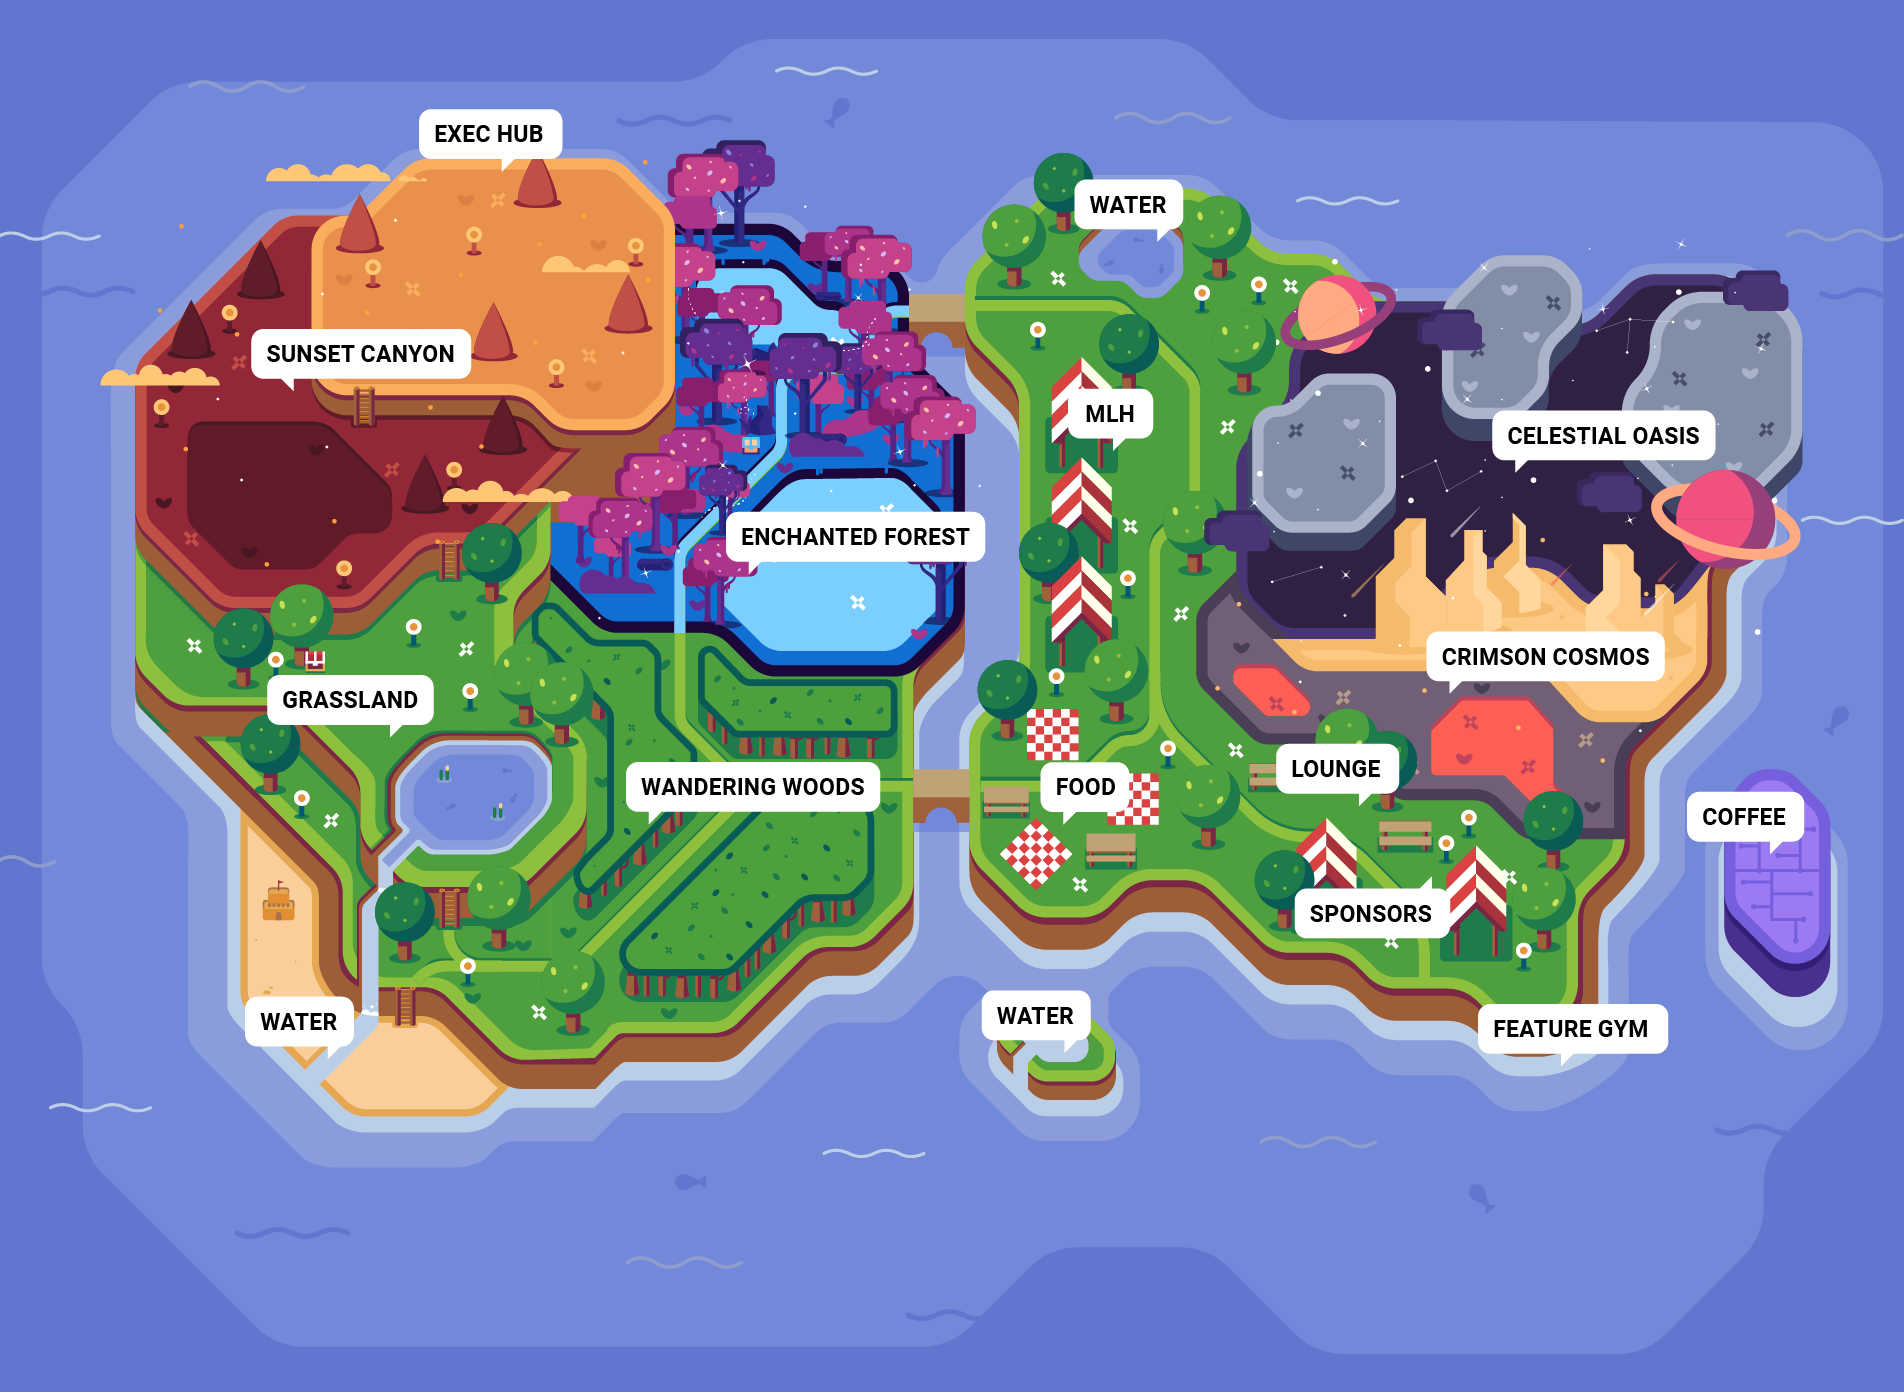 EXEC HUB
WATER
SUNSET CANYON
MLH
CELESTIAL OASIS
ENCHANTED FOREST
CRIMSON COSMOS
GRASSLAND
LOUNGE
WANDERING WOODS
FOOD
COFFEE
SPONSORS
WATER
WATER
FEATURE GYM